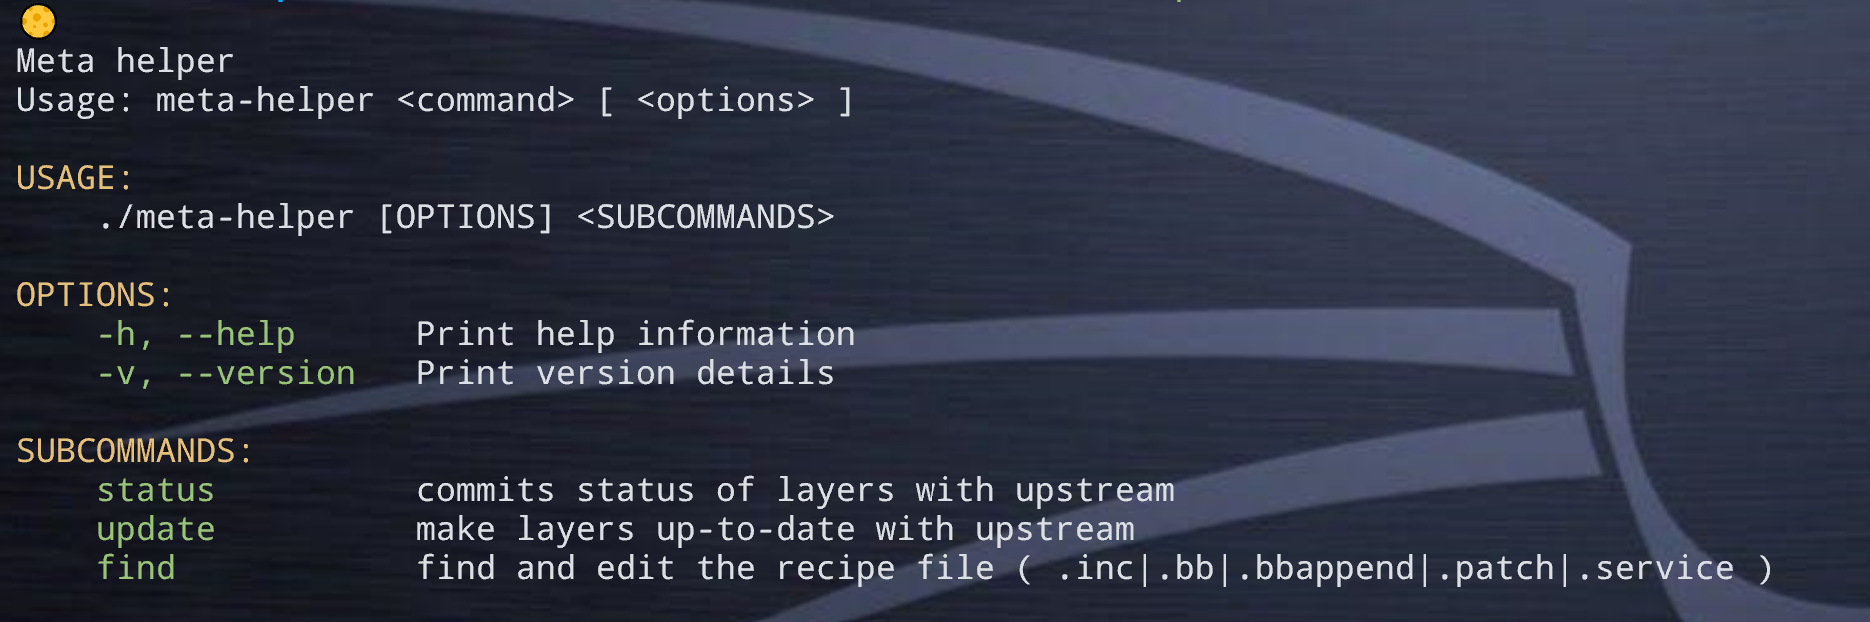 Meta helper
Usage: meta-helper <command> [ <options> ]
USAGE:
./meta-helper [OPTIONS] <SUBCOMMANDS>
OPTIONS:
-h, --help Print help information
-v, --version Print version details
SUBCOMMANDS:
status commits status of layers with upstream
update make layers up-to-date with upstream
find find and edit the recipe file ( .inc|.bb|.bbappend|.patch|.service )